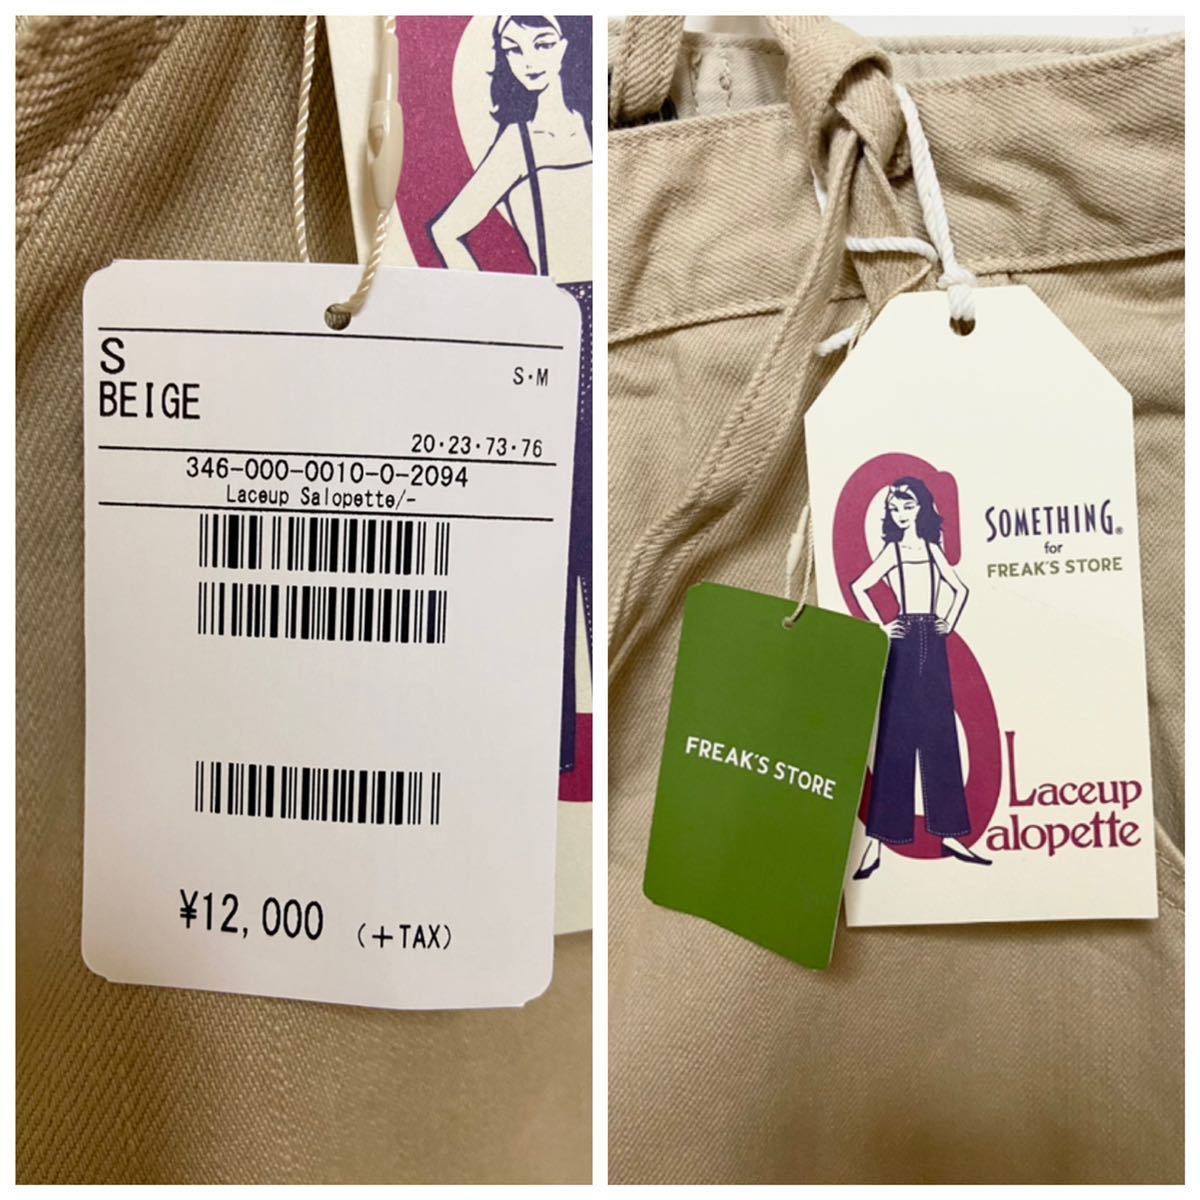 S
S・M
BEIGE
20・23・73・76
346-000-0010-0-2094
Laceup Salopette/-
¥12,000 (+TAX)
SOMETHING®
for
FREAK'S STORE
FREAK'S STORE
Laceup
Salopette